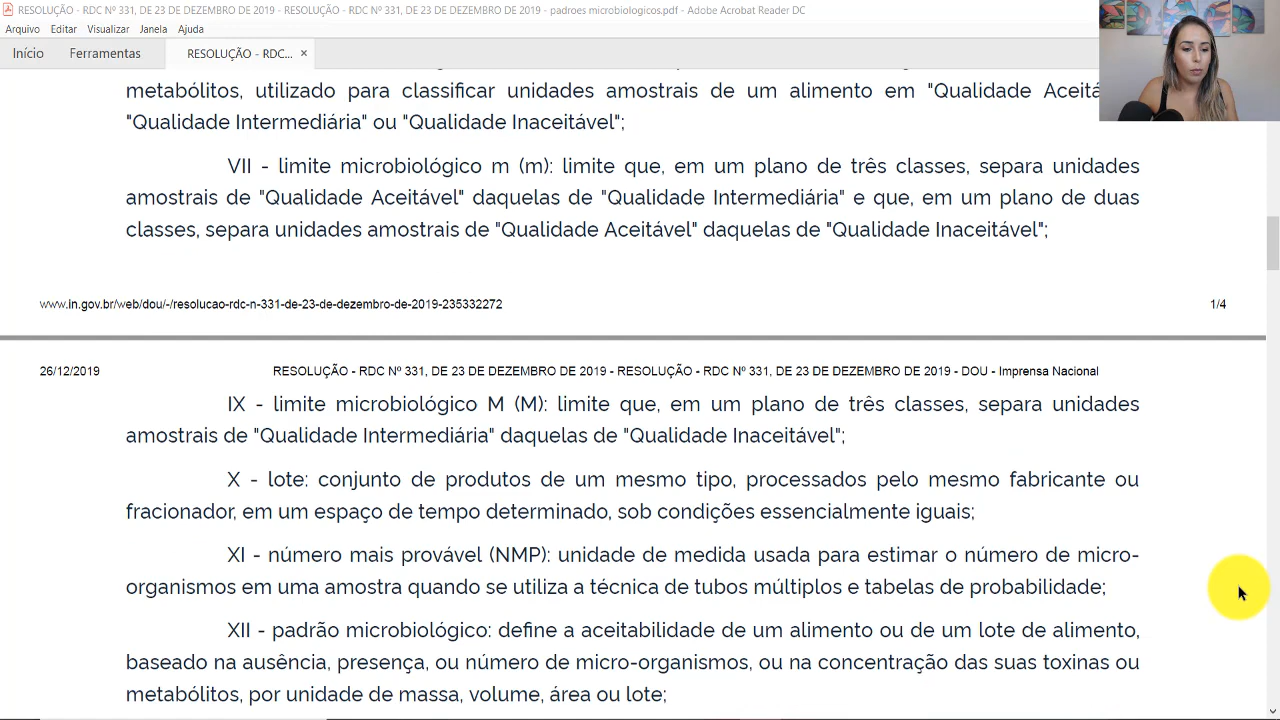 RESOLUÇÃO - RDC Nº 331, DE 23 DE DEZEMBRO DE 2019 - RESOLUÇÃO - RDC Nº 331, DE 23 DE DEZEMBRO DE 2019 - padroes microbiologicos.pdf - Adobe Acrobat Reader DC
Arquivo Editar Visualizar Janela Ajuda
Início Ferramentas RESOLUÇÃO - RDC... ×
metabólitos, utilizado para classificar unidades amostrais de um alimento em "Qualidade
"Qualidade Intermediária" ou "Qualidade Inaceitável";
VII - limite microbiológico m (m): limite que, em um plano de três classes, separa unidades
amostrais de "Qualidade Aceitável" daquelas de "Qualidade Intermediária" e que, em um plano de duas
classes, separa unidades amostrais de "Qualidade Aceitável" daquelas de "Qualidade Inaceitável";
www.in.gov.br/web/dou/-/resolucao-rdc-n-331-de-23-de-dezembro-de-2019-235332272 1/4
26/12/2019 RESOLUÇÃO - RDC Nº 331, DE 23 DE DEZEMBRO DE 2019 - RESOLUÇÃO - RDC Nº 331, DE 23 DE DEZEMBRO DE 2019 - DOU - Imprensa Nacional
IX - limite microbiológico M (M): limite que, em um plano de três classes, separa unidades
amostrais de "Qualidade Intermediária" daquelas de "Qualidade Inaceitável";
X - lote: conjunto de produtos de um mesmo tipo, processados pelo mesmo fabricante ou
fracionador, em um espaço de tempo determinado, sob condições essencialmente iguais;
XI - número mais provável (NMP): unidade de medida usada para estimar o número de micro-
organismos em uma amostra quando se utiliza a técnica de tubos múltiplos e tabelas de probabilidade;
XII - padrão microbiológico: define a aceitabilidade de um alimento ou de um lote de alimento,
baseado na ausência, presença, ou número de micro-organismos, ou na concentração das suas toxinas ou
metabólitos, por unidade de massa, volume, área ou lote;